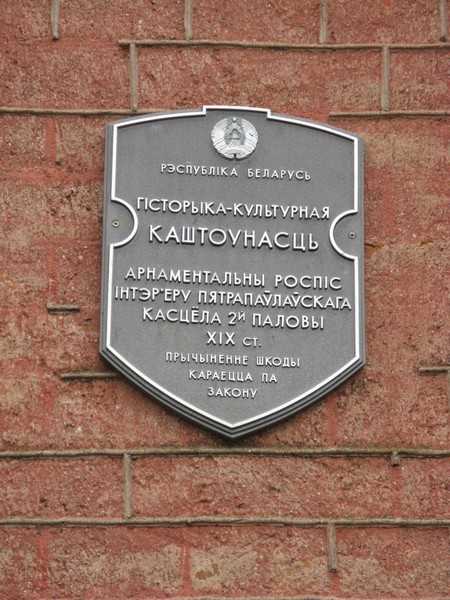 РЭСПУБЛІКА БЕЛАРУСЬ
ГІСТОРЫКА-КУЛЬТУРНАЯ
КАШТОУНАСЦЬ
АРНАМЕНТАЛЬНЫ РОСПІС
ІНТЭР'ЕРУ ПЯТРАПАЎЛАЎСКАГА
КАСЦЁЛА 2Й ПАЛОВЫ
XIX СТ.
ПРЫЧЫНЕННЕ ШКОДЫ
КАРАЕЦЦА ПА
ЗАКОНУ